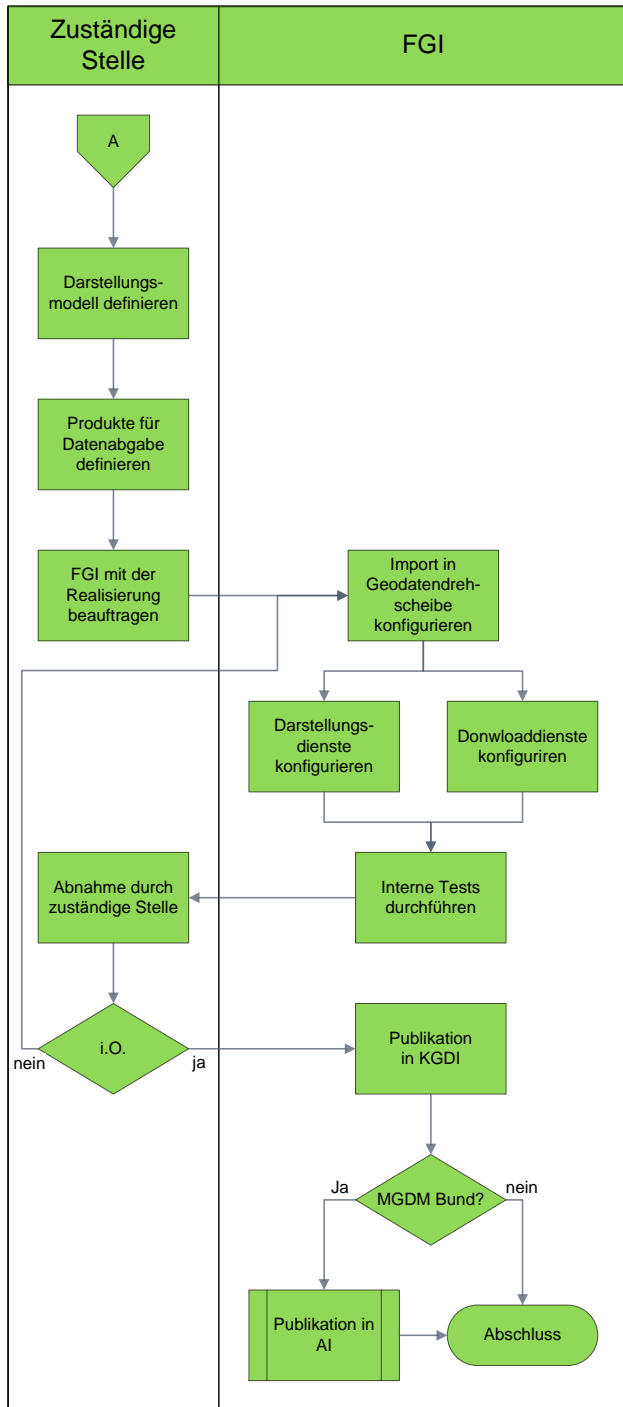 Zuständige
Stelle
FGI
A
Darstellungs-
modell definieren
Produkte für
Datenabgabe
definieren
FGI mit der
Realisierung
beauftragen
Import in
Geodatendreh-
scheibe
konfigurieren
Darstellungs-
dienste
konfigurieren
Donwloaddienste
konfiguriren
Abnahme durch
zuständige Stelle
Interne Tests
durchführen
i.O.
nein
ja
Publikation
in KGDI
MGDM Bund?
Ja
nein
Publikation in
AI
Abschluss